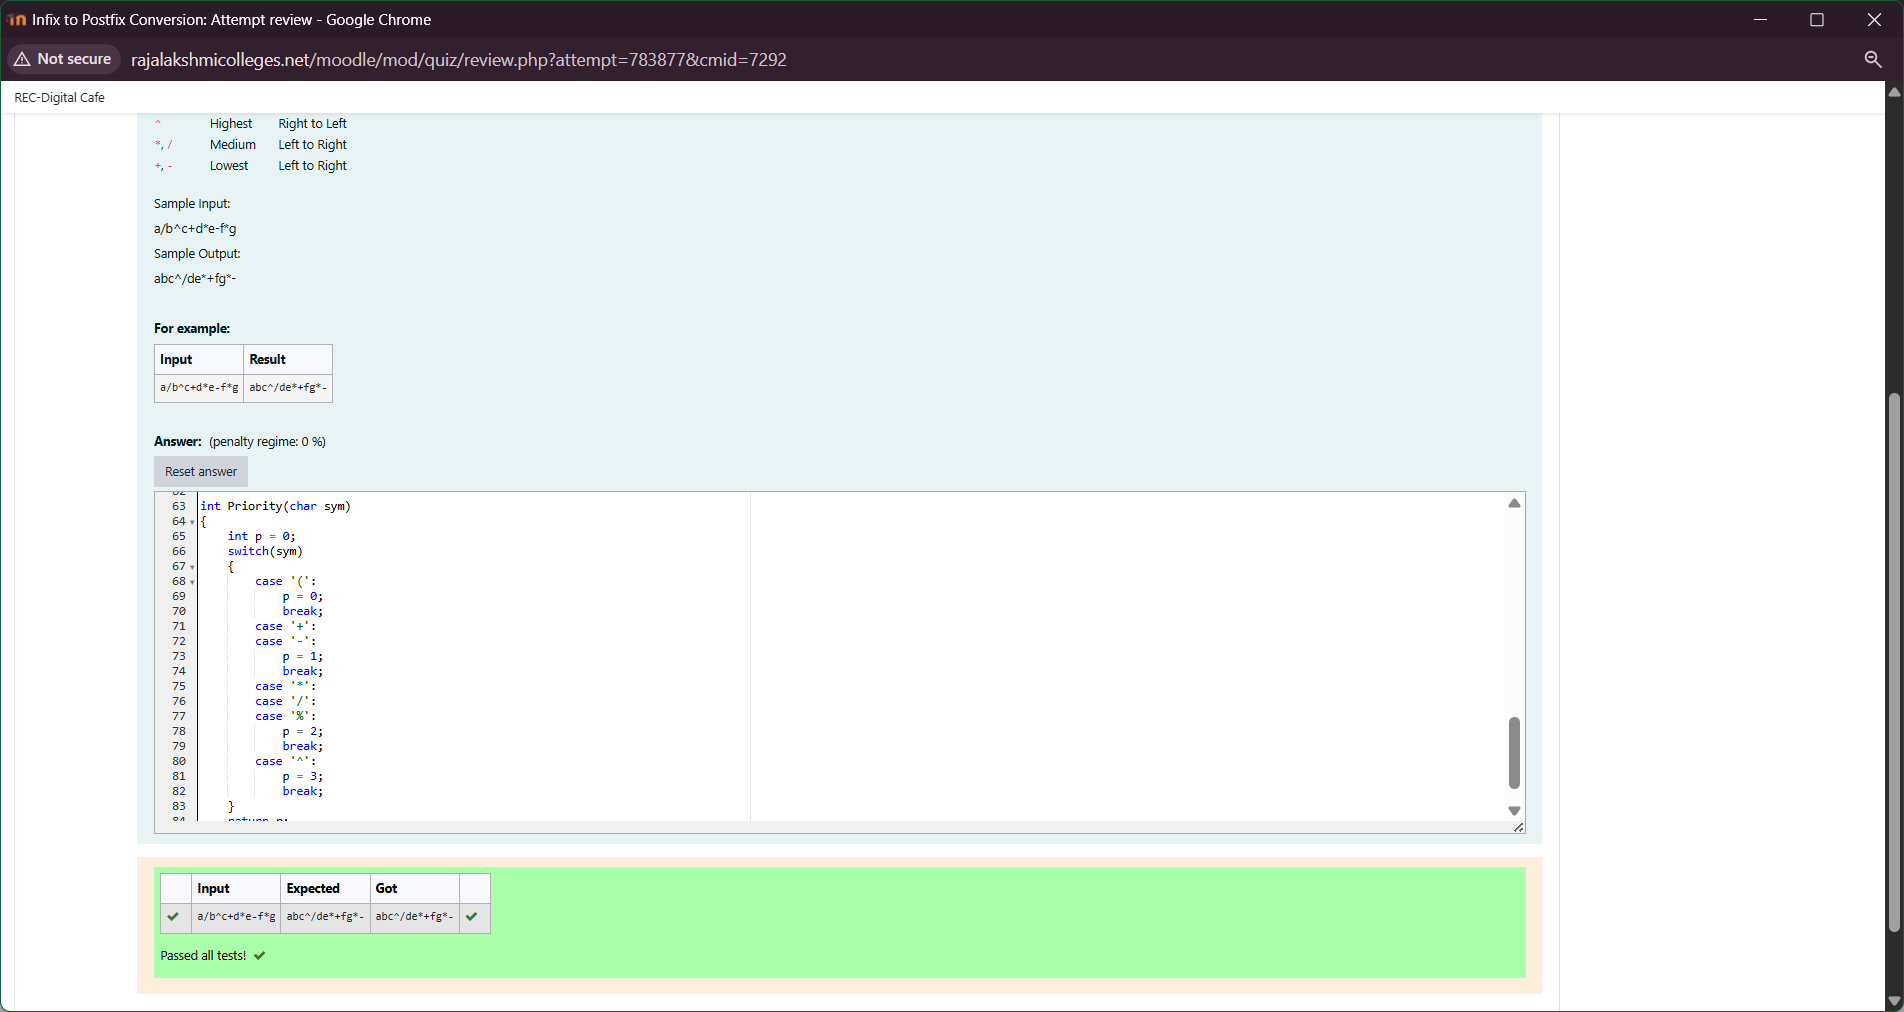 Infix to Postfix Conversion: Attempt review - Google Chrome
Not secure rajalakshmicolleges.net/moodle/mod/quiz/review.php?attempt=783877&cmid=7292
REC-Digital Cafe
^ Highest Right to Left
*, / Medium Left to Right
+, - Lowest Left to Right
Sample Input:
a/b^c+d*e-f*g
Sample Output:
abc^/de*+fg*-
For example:
Input Result
a/b^c+d*e-f*g abc^/de*+fg*-
Answer: (penalty regime: 0 %)
Reset answer
62
63 int Priority(char sym)
64 {
65 int p = 0;
66 switch(sym)
67 {
68 case '(':
69 p = 0;
70 break;
71 case '+':
72 case '-':
73 p = 1;
74 break;
75 case '*':
76 case '/':
77 case '%':
78 p = 2;
79 break;
80 case '^':
81 p = 3;
82 break;
83 }
84 return p;
Input Expected Got
a/b^c+d*e-f*g abc^/de*+fg*- abc^/de*+fg*-
Passed all tests!